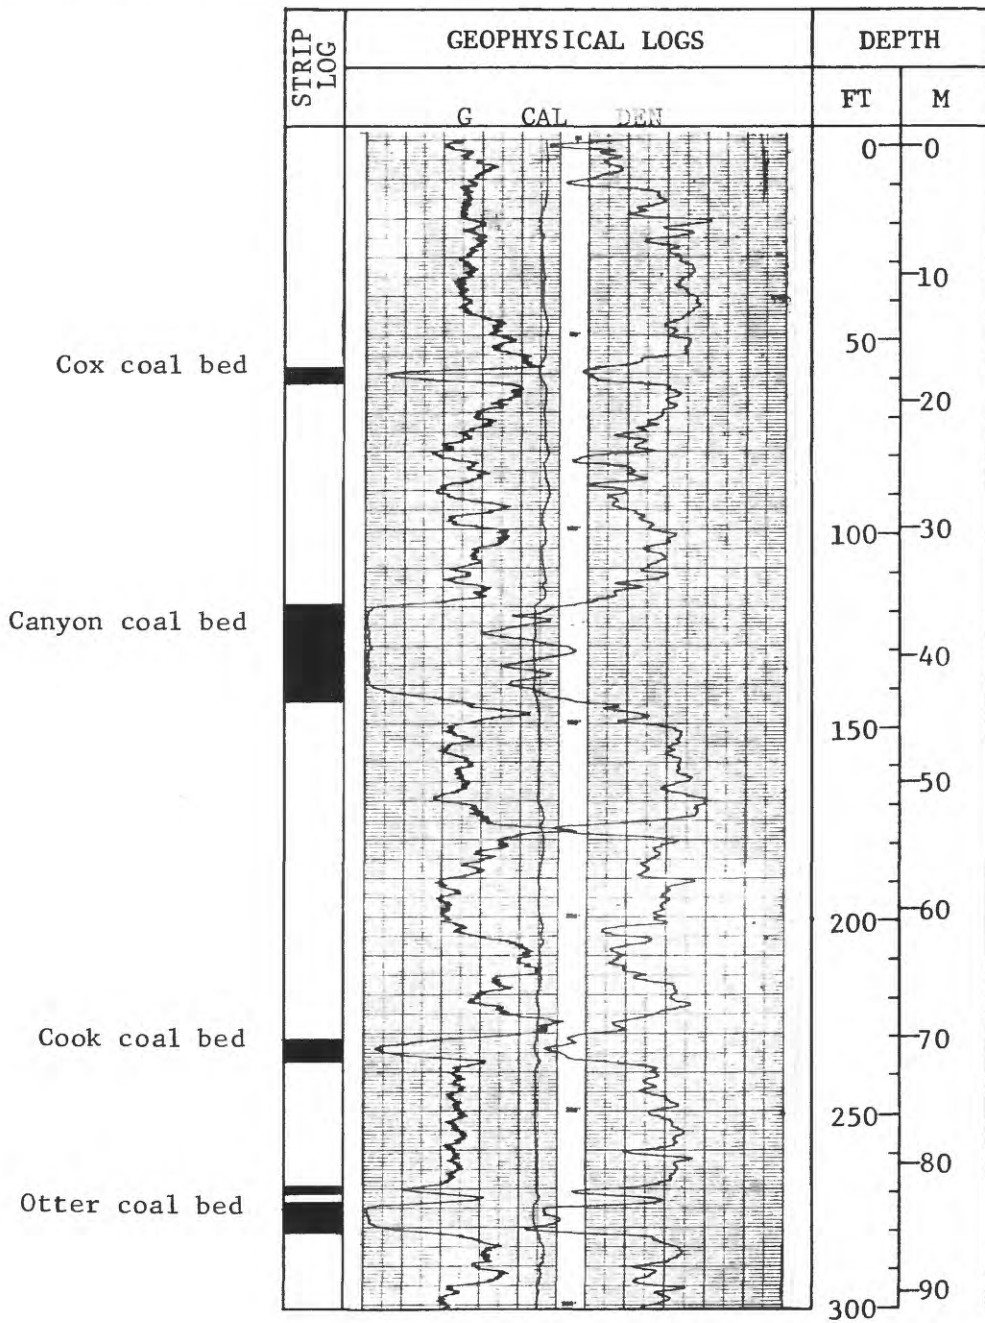 STRIP LOG
GEOPHYSICAL LOGS
DEPTH
FT
M
G CAL DEN
0 0
10
50
Cox coal bed
20
100 30
Canyon coal bed
40
150
50
200 60
Cook coal bed
70
250
80
Otter coal bed
90
300